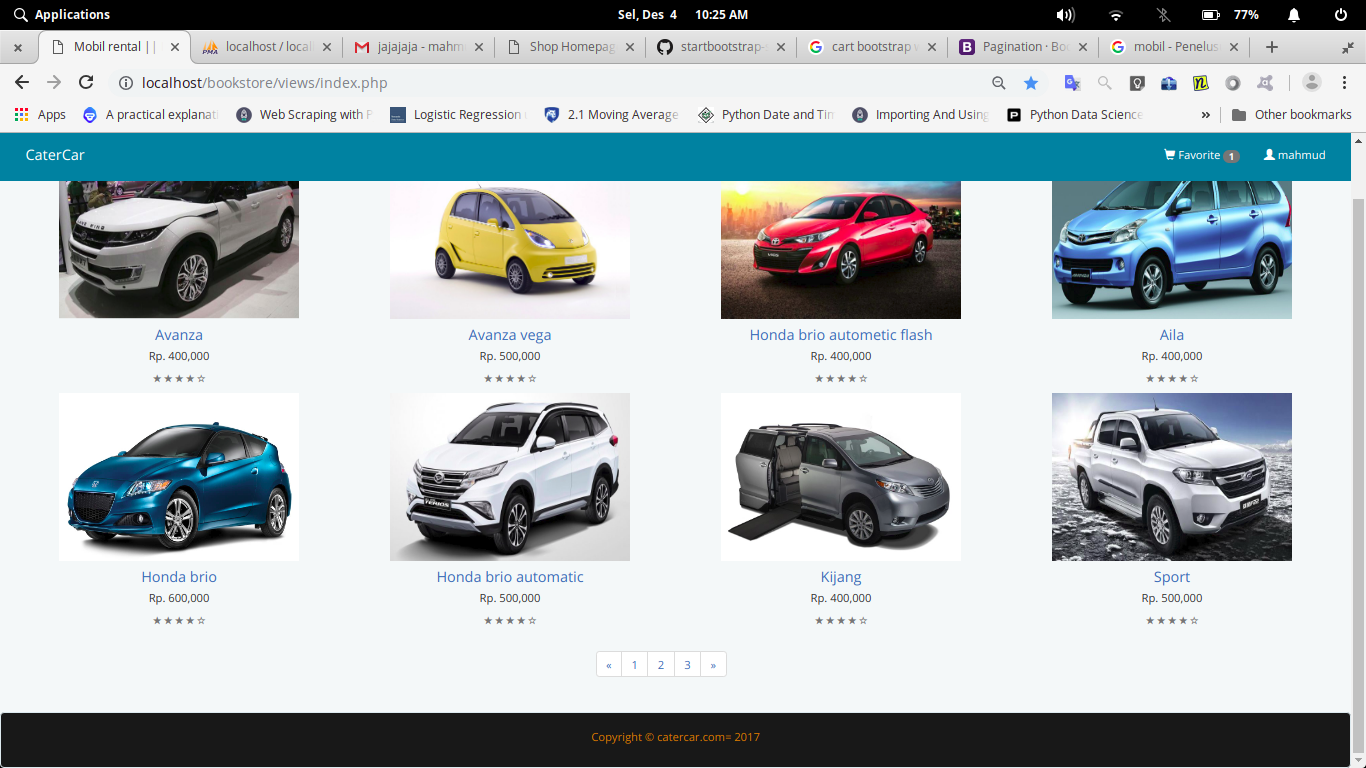 Applications
Sel, Des 4 10:25 AM
77%
Mobil rental ||
localhost / local
jajajaja - mahm
Shop Homepag
startbootstrap-
cart bootstrap
Pagination · Bo
mobil - Penelus
localhost/bookstore/views/index.php
Apps
A practical explanat
Web Scraping with P
Logistic Regression
2.1 Moving Average
Python Date and Tim
Importing And Using
Python Data Science
»
Other bookmarks
CaterCar
Favorite 1
mahmud
Avanza
Avanza vega
Honda brio autometic flash
Aila
Rp. 400,000
Rp. 500,000
Rp. 400,000
Rp. 400,000
★★★★☆
★★★★☆
★★★★☆
★★★★☆
TERIOS
Honda brio
Honda brio automatic
Kijang
Sport
Rp. 600,000
Rp. 500,000
Rp. 400,000
Rp. 500,000
★★★★☆
★★★★☆
★★★★☆
★★★★☆
« 1 2 3 »
Copyright © catercar.com= 2017